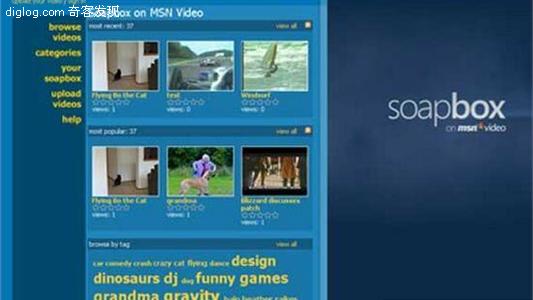 diglog.com 奇客发现
Soapbox on MSN Video
browse videos
categories
your soapbox
upload videos
help
most recent: 37 view all
Flying Bo the Cat
views: 1
test
views: 0
Windsurf
views: 0
most popular: 37 view all
Flying Bo the Cat
views: 1
grandma
views: 1
Blizzard discusses patch
views: 1
browse by tag view all
car comedy crash crazy cat flying dance design
dinosaurs dj dog funny games
grandma gravity
soapbox
on msn video